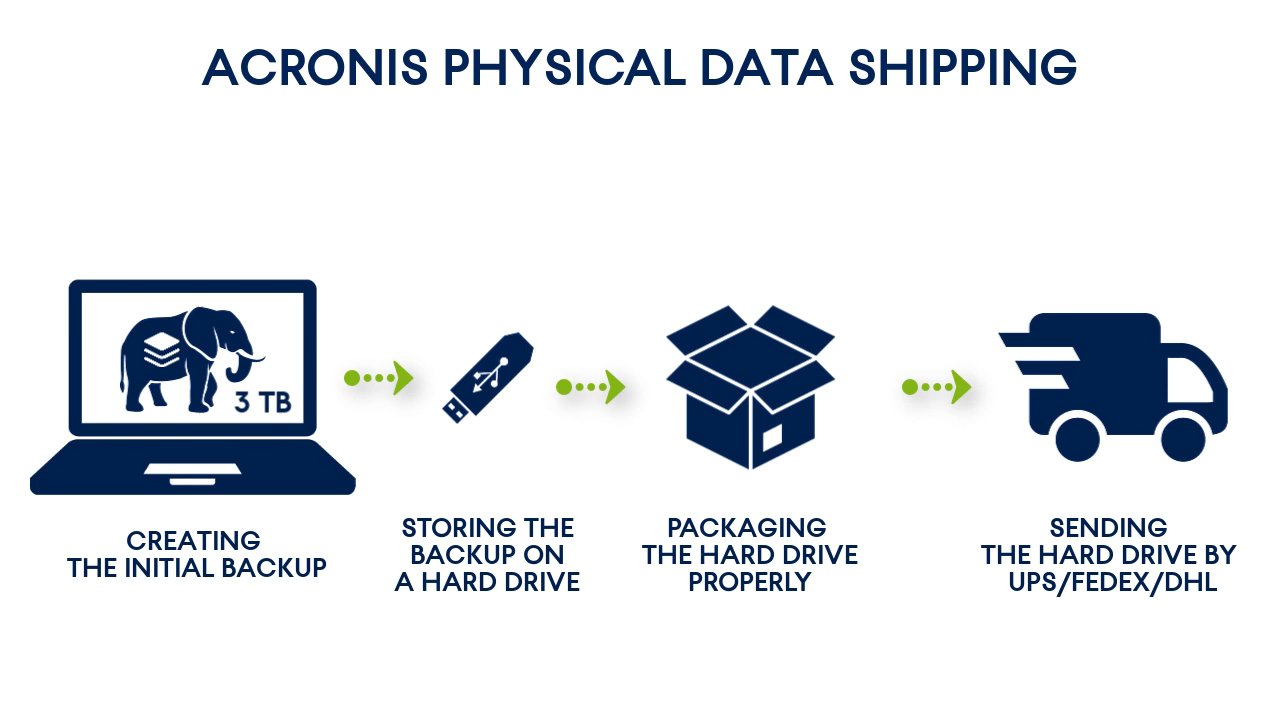 ACRONIS PHYSICAL DATA SHIPPING
3 TB
CREATING
THE INITIAL BACKUP
STORING THE
BACKUP ON
A HARD DRIVE
PACKAGING
THE HARD DRIVE
PROPERLY
SENDING
THE HARD DRIVE BY
UPS/FEDEX/DHL